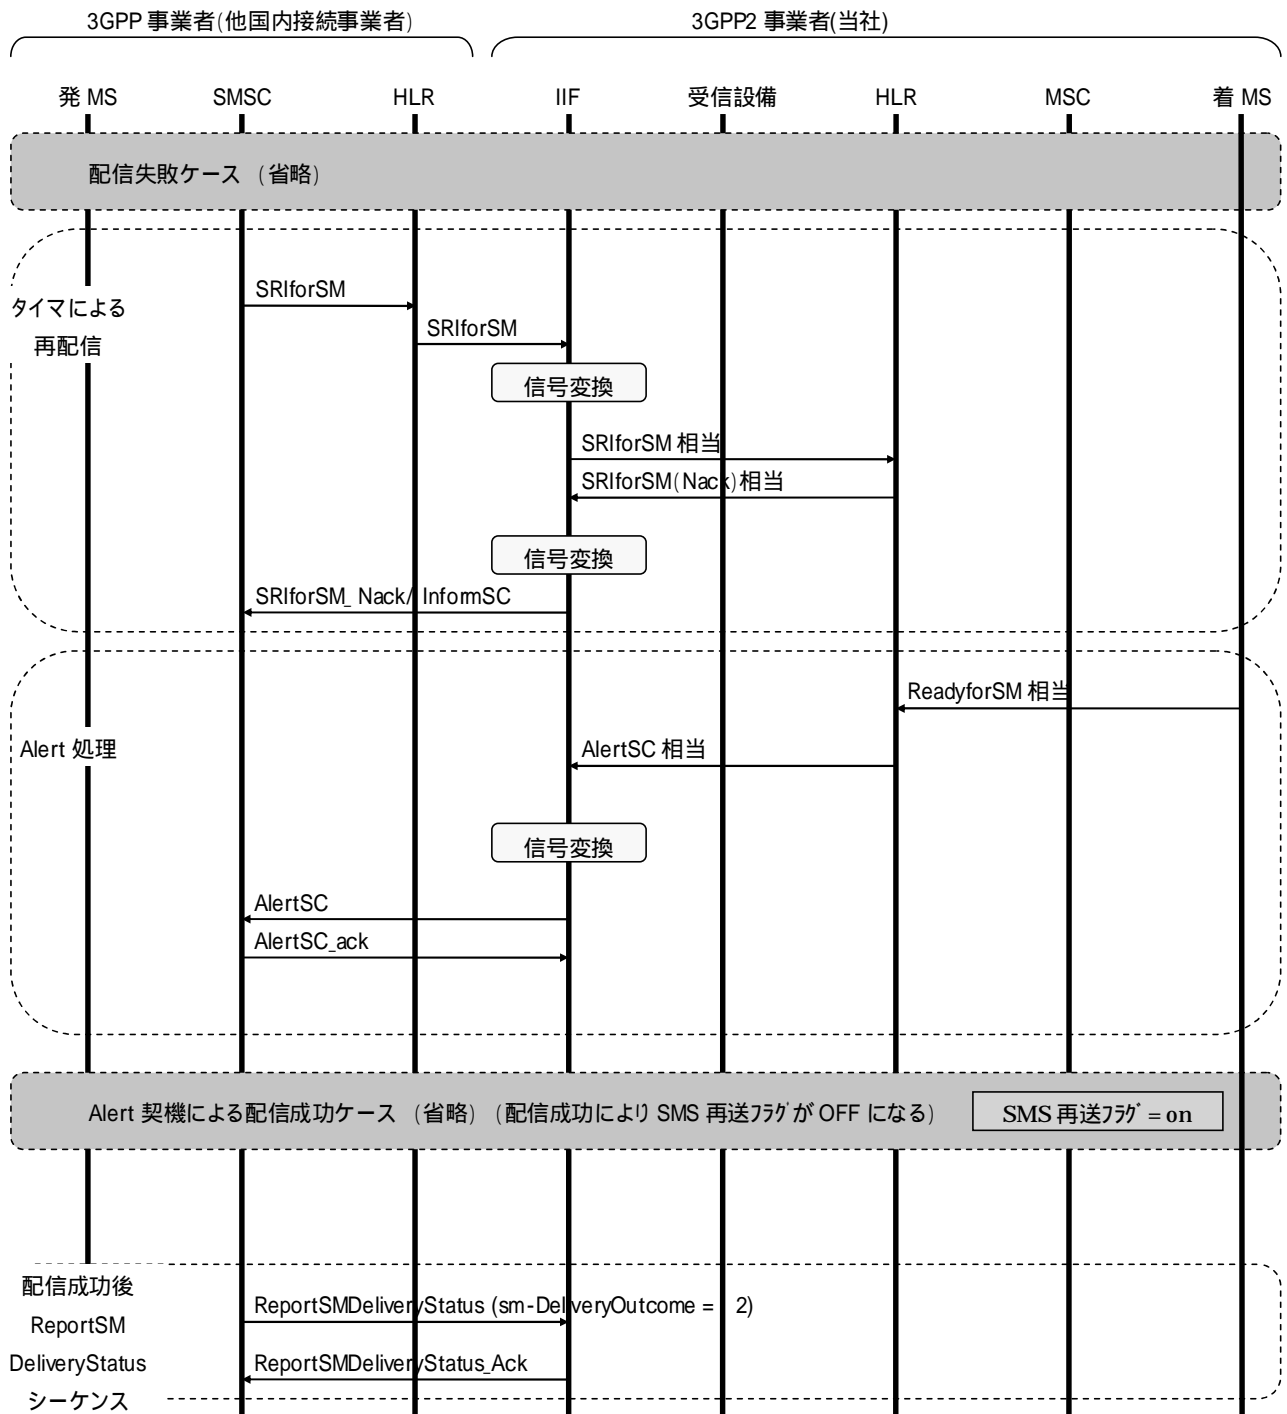 3GPP 事業者(他国内接続事業者)
3GPP2 事業者(当社)
発 MS
SMSC
HLR
IIF
受信設備
HLR
MSC
着 MS
配信失敗ケース (省略)
タイマによる
再配信
SRIforSM
SRIforSM
信号変換
SRIforSM 相当
SRIforSM(Nack)相当
信号変換
SRIforSM_Nack/ InformSC
Alert 処理
ReadyforSM 相当
AlertSC 相当
信号変換
AlertSC
AlertSC_ack
Alert 契機による配信成功ケース (省略) (配信成功により SMS 再送ﾌﾗｸﾞが OFF になる)
SMS 再送ﾌﾗｸﾞ = on
配信成功後
ReportSM
DeliveryStatus
シーケンス
ReportSMDeliveryStatus (sm-DeliveryOutcome = 2)
ReportSMDeliveryStatus_Ack